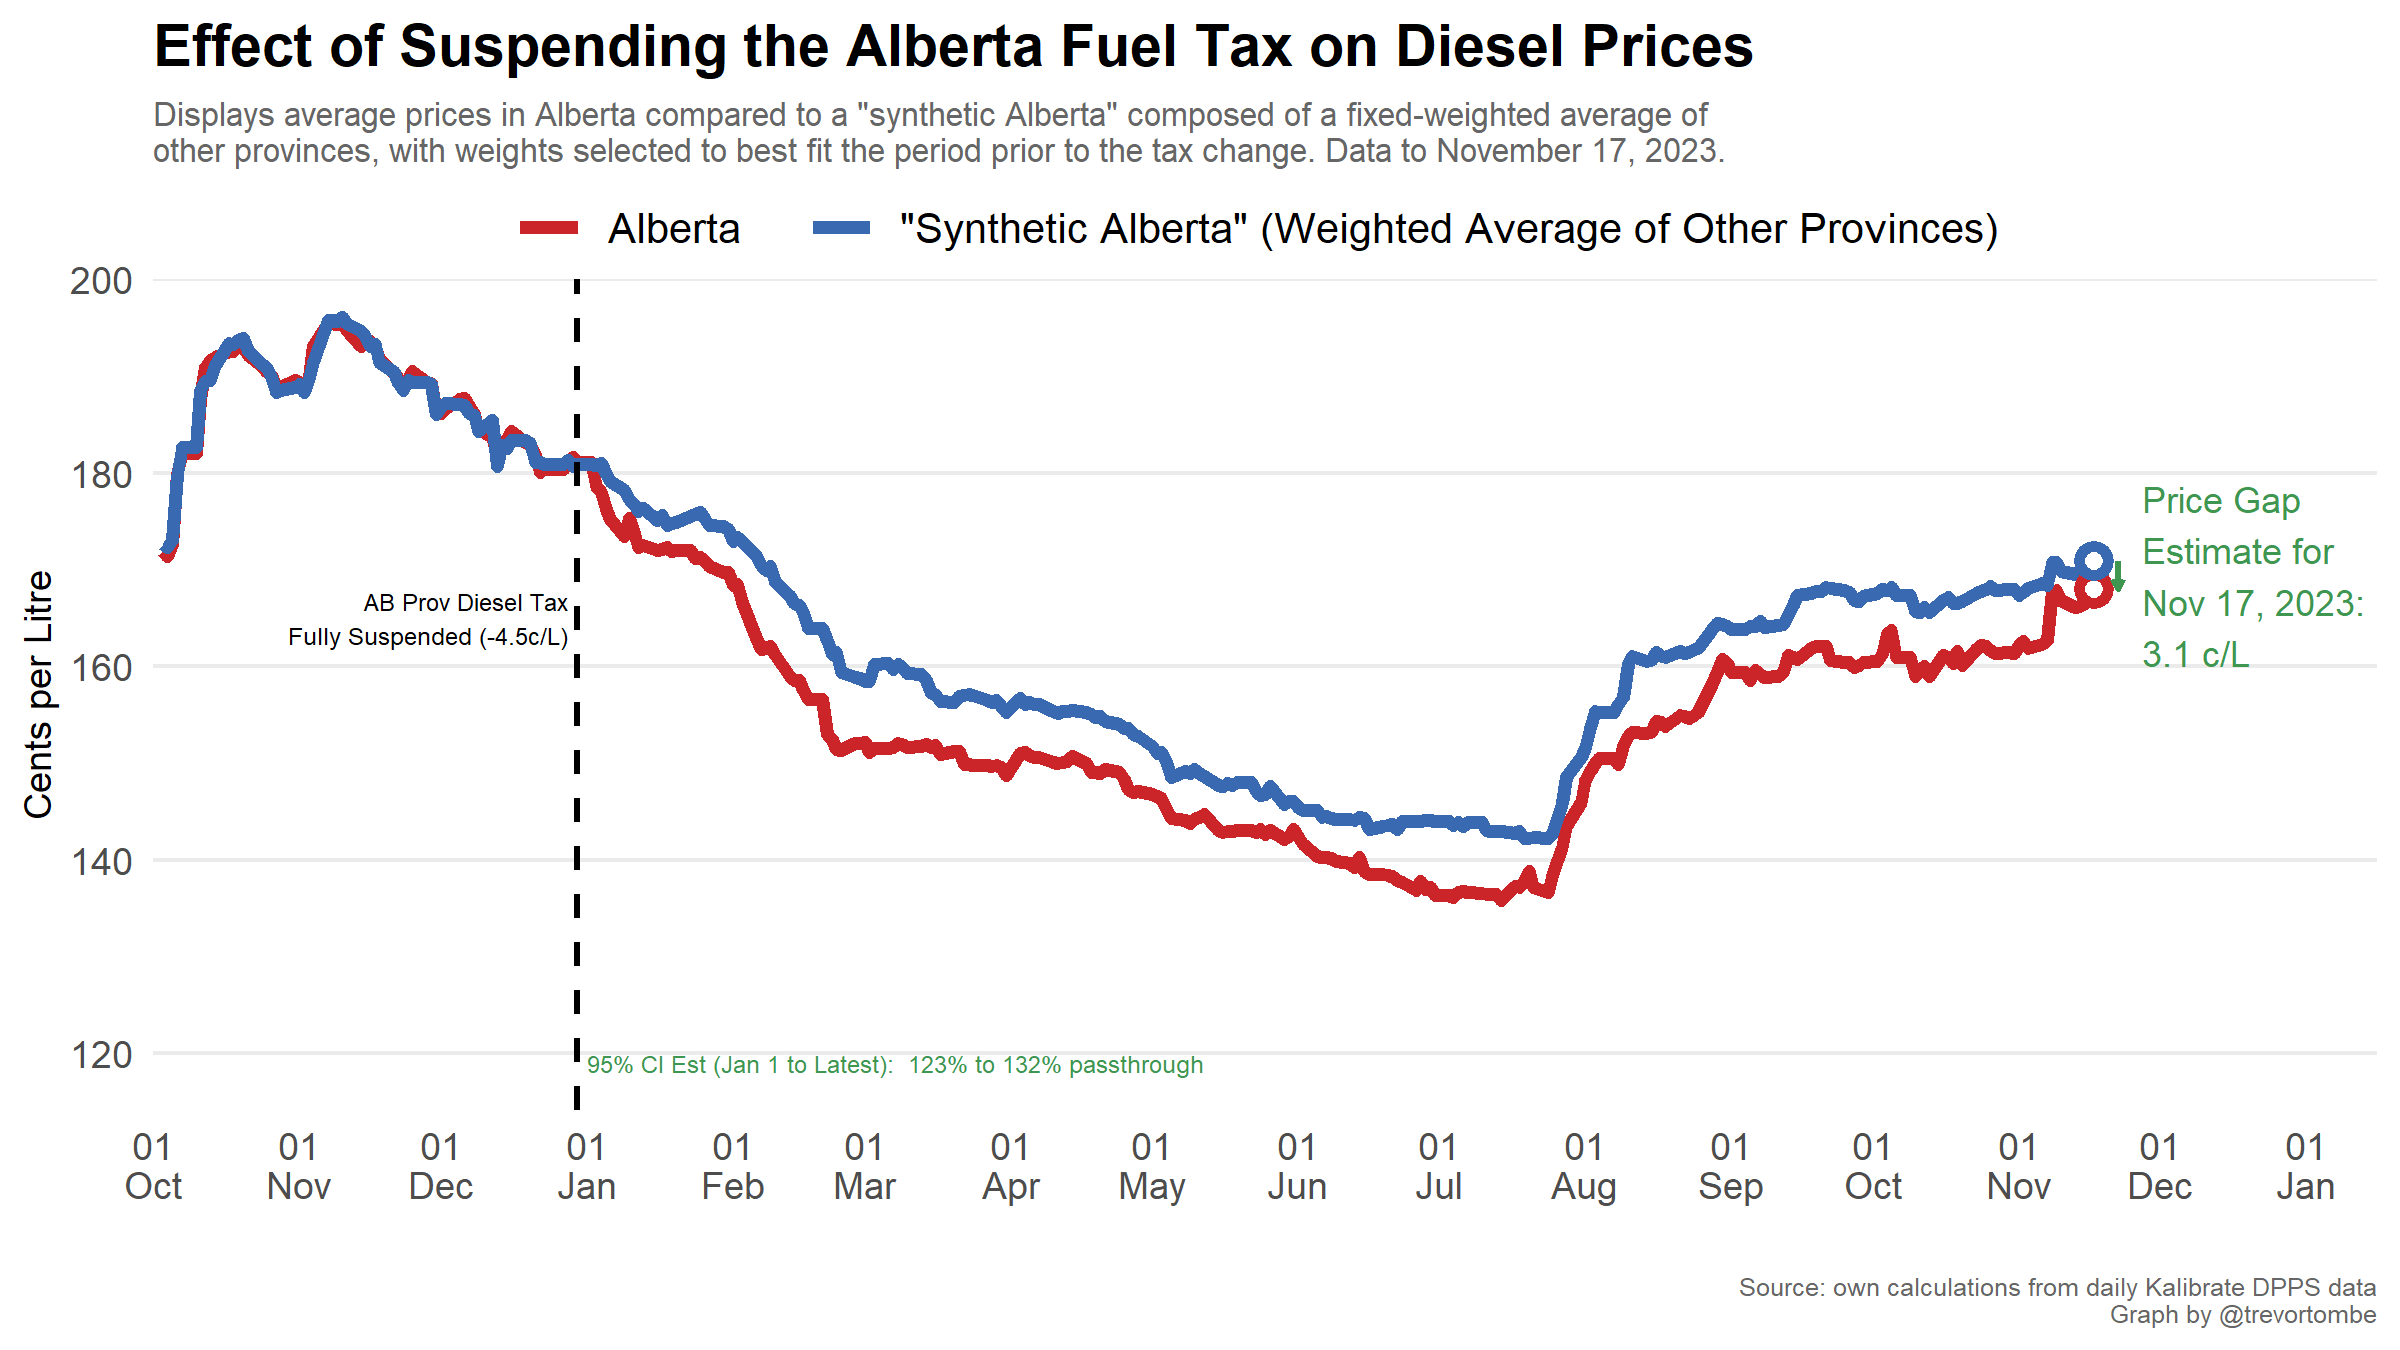 Effect of Suspending the Alberta Fuel Tax on Diesel Prices
Displays average prices in Alberta compared to a "synthetic Alberta" composed of a fixed-weighted average of
other provinces, with weights selected to best fit the period prior to the tax change. Data to November 17, 2023.
Alberta
"Synthetic Alberta" (Weighted Average of Other Provinces)
Cents per Litre
200
180
160
140
120
AB Prov Diesel Tax
Fully Suspended (-4.5c/L)
Price Gap
Estimate for
Nov 17, 2023:
3.1 c/L
95% CI Est (Jan 1 to Latest):  123% to 132% passthrough
01 01 01 01 01 01 01 01 01 01 01 01 01 01 01 01
Oct Nov Dec Jan Feb Mar Apr May Jun Jul Aug Sep Oct Nov Dec Jan
Source: own calculations from daily Kalibrate DPPS data
Graph by @trevortombe